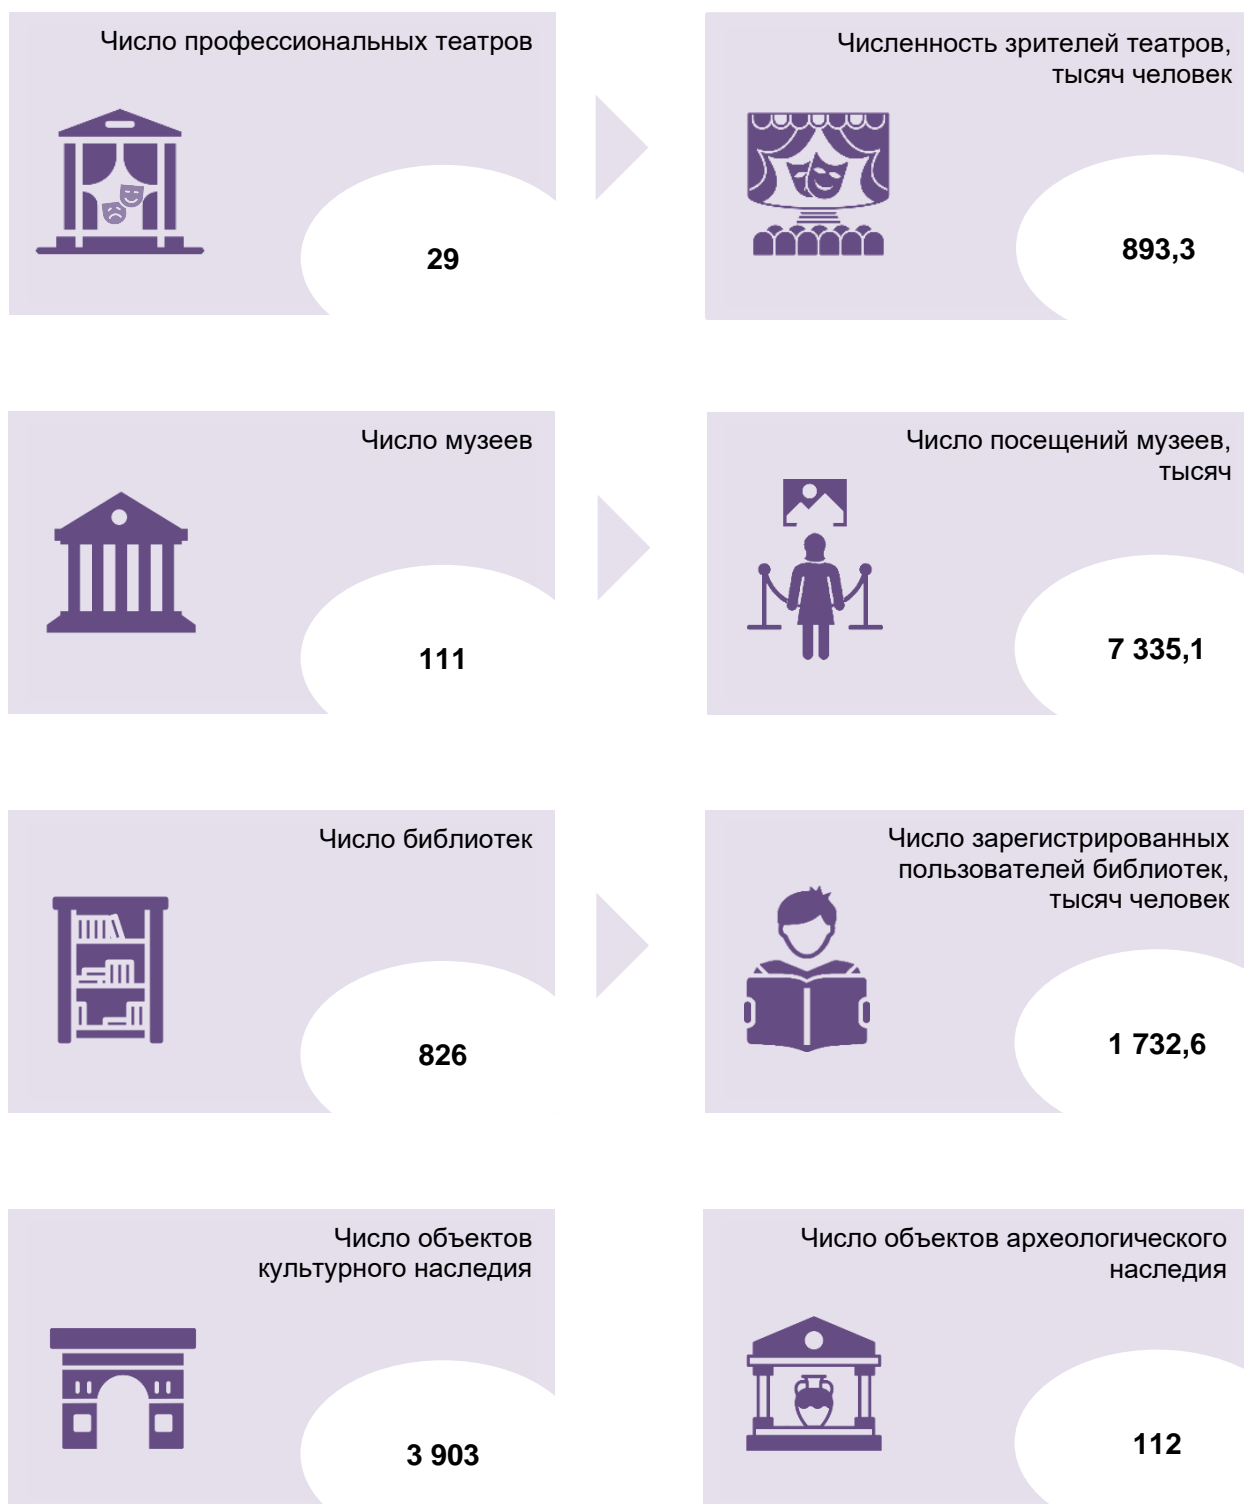 Число профессиональных театров
29
Численность зрителей театров,
тысяч человек
893,3
Число музеев
111
Число посещений музеев,
тысяч
7 335,1
Число библиотек
826
Число зарегистрированных
пользователей библиотек,
тысяч человек
1 732,6
Число объектов
культурного наследия
3 903
Число объектов археологического
наследия
112